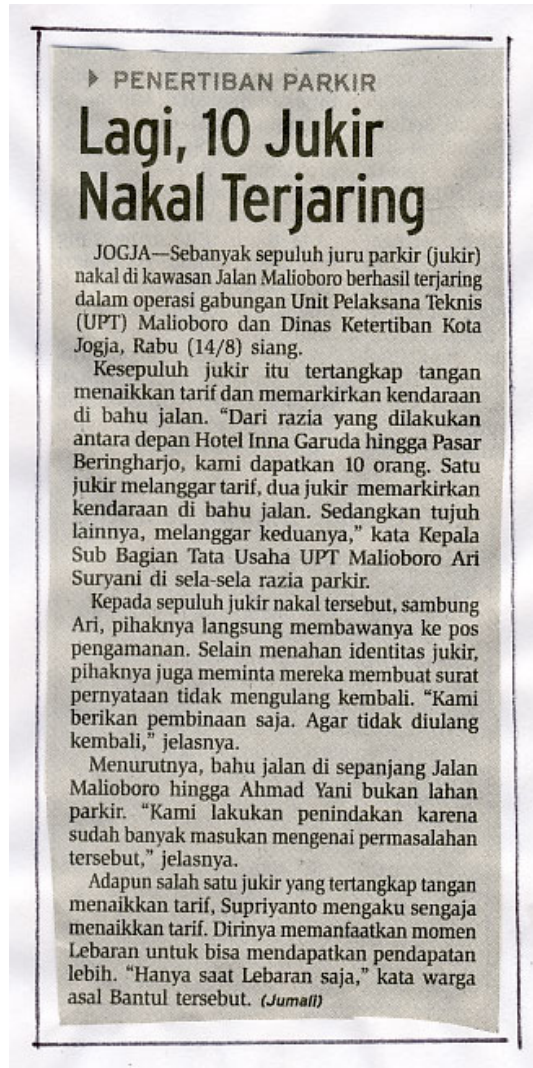 PENERTIBAN PARKIR
Lagi, 10 Jukir
Nakal Terjaring
JOGJA—Sebanyak sepuluh juru parkir (jukir)
nakal di kawasan Jalan Malioboro berhasil terjaring
dalam operasi gabungan Unit Pelaksana Teknis
(UPT) Malioboro dan Dinas Ketertiban Kota
Jogja, Rabu (14/8) siang.
Kesepuluh jukir itu tertangkap tangan
menaikkan tarif dan memarkirkan kendaraan
di bahu jalan. “Dari razia yang dilakukan
antara depan Hotel Inna Garuda hingga Pasar
Beringharjo, kami dapatkan 10 orang. Satu
jukir melanggar tarif, dua jukir memarkirkan
kendaraan di bahu jalan. Sedangkan tujuh
lainnya, melanggar keduanya,” kata Kepala
Sub Bagian Tata Usaha UPT Malioboro Ari
Suryani di sela-sela razia parkir.
Kepada sepuluh jukir nakal tersebut, sambung
Ari, pihaknya langsung membawanya ke pos
pengamanan. Selain menahan identitas jukir,
pihaknya juga meminta mereka membuat surat
pernyataan tidak mengulang kembali. “Kami
berikan pembinaan saja. Agar tidak diulang
kembali,” jelasnya.
Menurutnya, bahu jalan di sepanjang Jalan
Malioboro hingga Ahmad Yani bukan lahan
parkir. “Kami lakukan penindakan karena
sudah banyak masukan mengenai permasalahan
tersebut,” jelasnya.
Adapun salah satu jukir yang tertangkap tangan
menaikkan tarif, Supriyanto mengaku sengaja
menaikkan tarif. Dirinya memanfaatkan momen
Lebaran untuk bisa mendapatkan pendapatan
lebih. “Hanya saat Lebaran saja,” kata warga
asal Bantul tersebut. (Jumali)